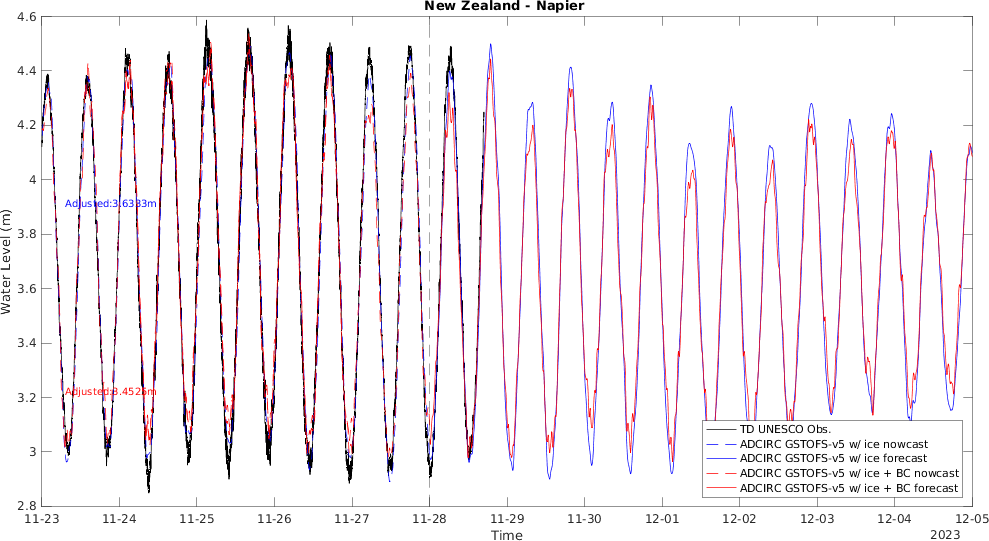 New Zealand - Napier
4.6
4.4
4.2
4
3.8
3.6
3.4
3.2
3
2.8
Water Level (m)
Adjusted:3.6383m
Adjusted:3.4525m
TD UNESCO Obs.
ADCIRC GSTOFS-v5 w/ ice nowcast
ADCIRC GSTOFS-v5 w/ ice forecast
ADCIRC GSTOFS-v5 w/ ice + BC nowcast
ADCIRC GSTOFS-v5 w/ ice + BC forecast
11-23 11-24 11-25 11-26 11-27 11-28 11-29 11-30 12-01 12-02 12-03 12-04 12-05
Time
2023